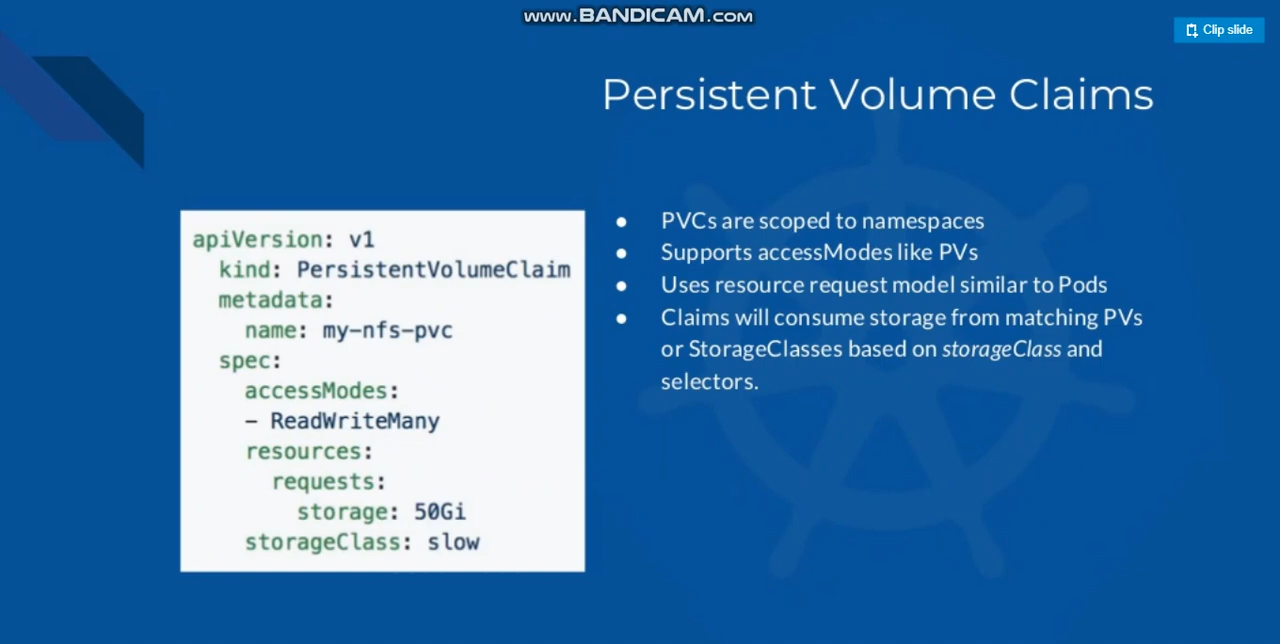 www.BANDICAM.com
Clip slide
Persistent Volume Claims
apiVersion: v1
kind: PersistentVolumeClaim
metadata:
name: my-nfs-pvc
spec:
accessModes:
- ReadWriteMany
resources:
requests:
storage: 50Gi
storageClass: slow
● PVCs are scoped to namespaces
● Supports accessModes like PVs
● Uses resource request model similar to Pods
● Claims will consume storage from matching PVs
or StorageClasses based on storageClass and
selectors.